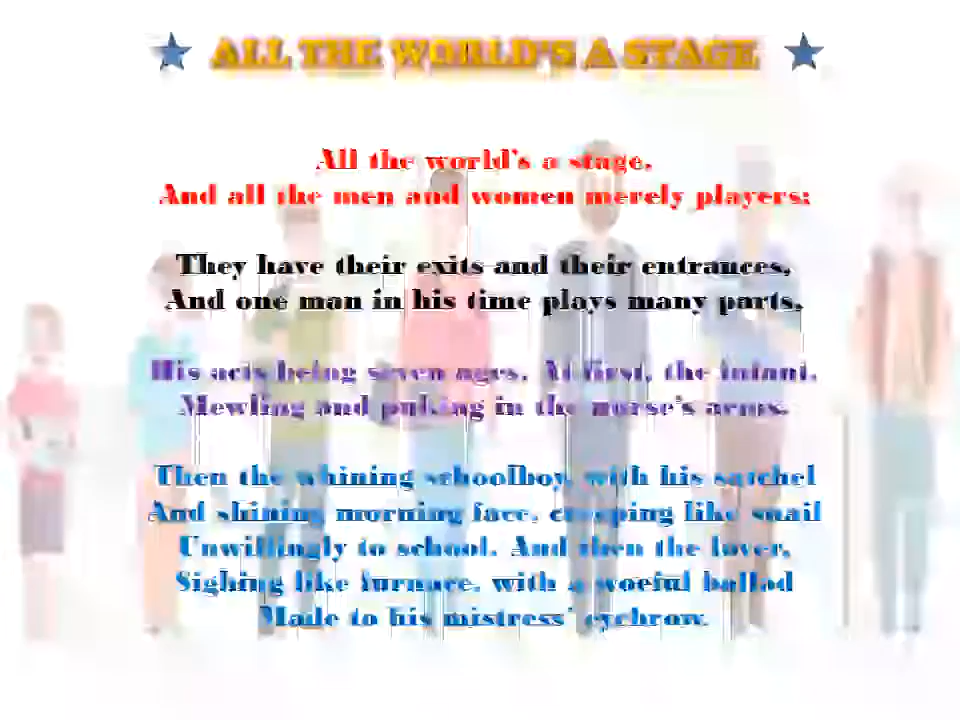 ALL THE WORLD'S A STAGE
All the world's a stage,
And all the men and women merely players;
They have their exits and their entrances,
And one man in his time plays many parts,
His acts being seven ages. At first, the infant,
Mewling and puking in the nurse's arms.
Then the whining schoolboy, with his satchel
And shining morning face, creeping like snail
Unwillingly to school. And then the lover,
Sighing like furnace, with a woeful ballad
Made to his mistress' eyebrow.